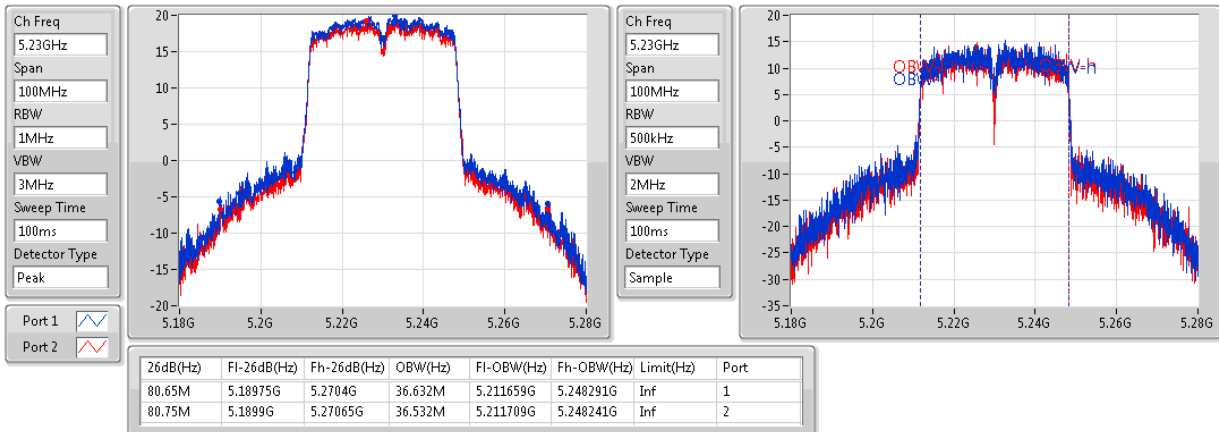 Ch Freq
5.23GHz
Span
100MHz
RBW
1MHz
VBW
3MHz
Sweep Time
100ms
Detector Type
Peak
Port 1
Port 2
20
15
10
5
0
-5
-10
-15
-20
5.18G 5.2G 5.22G 5.24G 5.26G 5.28G
Ch Freq
5.23GHz
Span
100MHz
RBW
500kHz
VBW
2MHz
Sweep Time
100ms
Detector Type
Sample
20
15
10
5
0
-5
-10
-15
-20
-25
-30
-35
5.18G 5.2G 5.22G 5.24G 5.26G 5.28G
26dB(Hz) Fl-26dB(Hz) Fh-26dB(Hz) OBW(Hz) Fl-OBW(Hz) Fh-OBW(Hz) Limit(Hz) Port
80.65M 5.18975G 5.2704G 36.632M 5.211659G 5.248291G Inf 1
80.75M 5.1899G 5.27065G 36.532M 5.211709G 5.248241G Inf 2